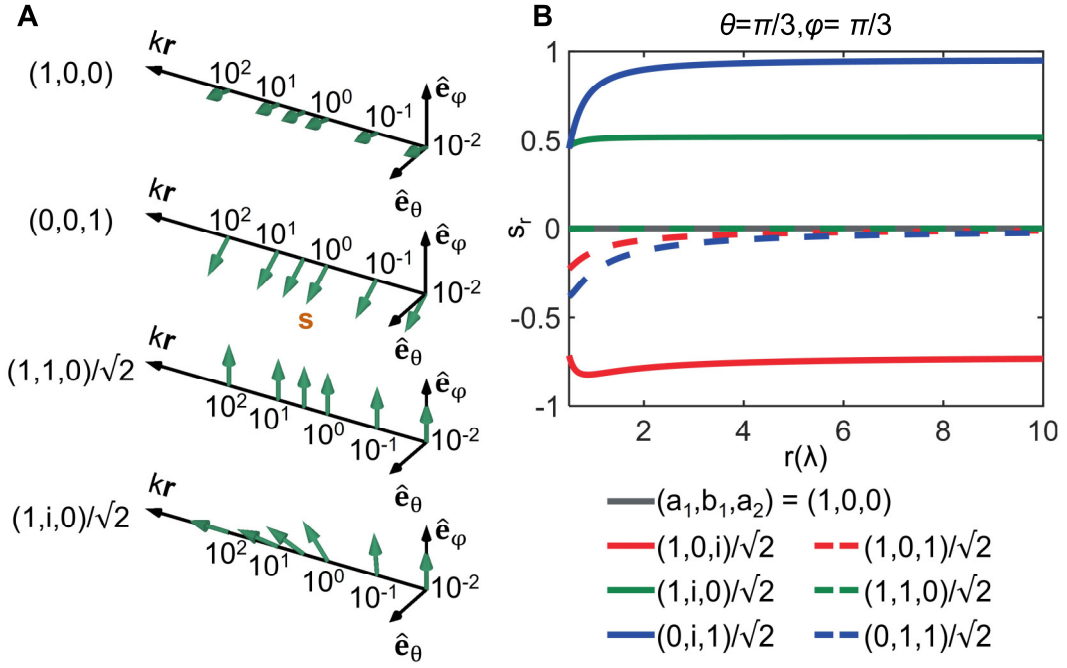 A
kr
(1,0,0)
10² 10¹ 10⁰ 10⁻¹ 10⁻²
ê_φ
ê_θ
kr
(0,0,1)
10² 10¹ 10⁰ 10⁻¹ 10⁻²
ê_φ
s
ê_θ
kr
(1,1,0)/√2
10² 10¹ 10⁰ 10⁻¹ 10⁻²
ê_φ
ê_θ
kr
(1,i,0)/√2
10² 10¹ 10⁰ 10⁻¹ 10⁻²
ê_φ
ê_θ
B
θ=π/3,φ= π/3
1
0.5
0
-0.5
-1
s_r
2 4 6 8 10
r(λ)
(a₁,b₁,a₂) = (1,0,0)
(1,0,i)/√2 (1,0,1)/√2
(1,i,0)/√2 (1,1,0)/√2
(0,i,1)/√2 (0,1,1)/√2